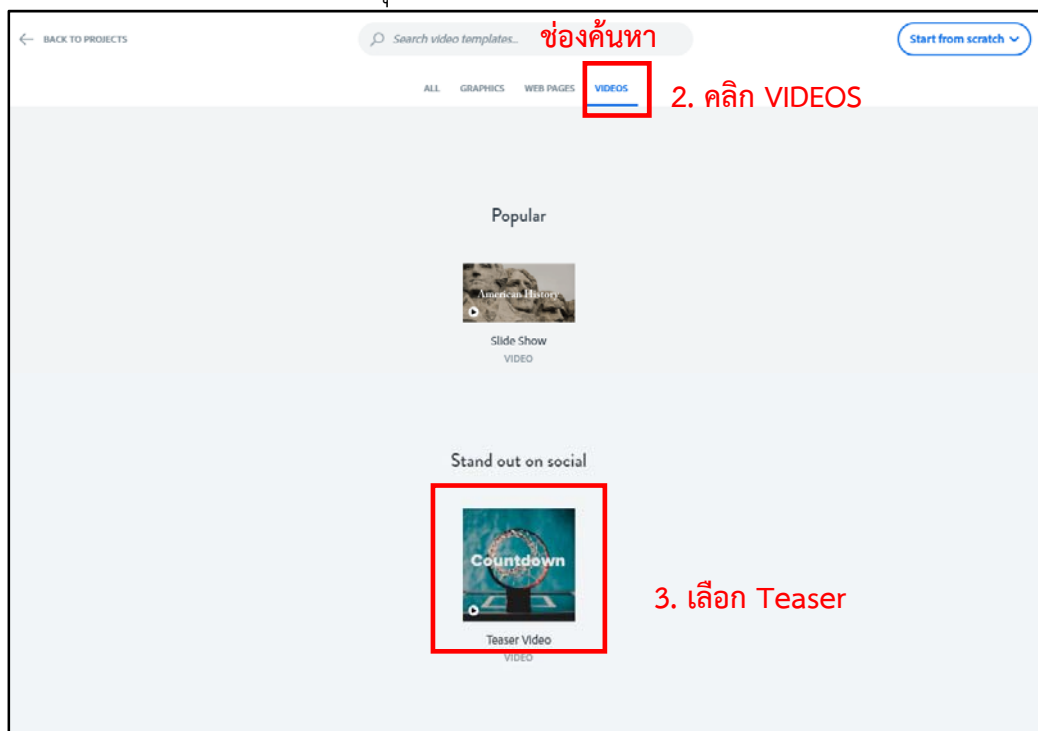 ← BACK TO PROJECTS
Search video templates...
ช่องค้นหา
Start from scratch
ALL GRAPHICS WEB PAGES VIDEOS
2. คลิก VIDEOS
Popular
American History
Slide Show
VIDEO
Stand out on social
Countdown
3. เลือก Teaser
Teaser Video
VIDEO